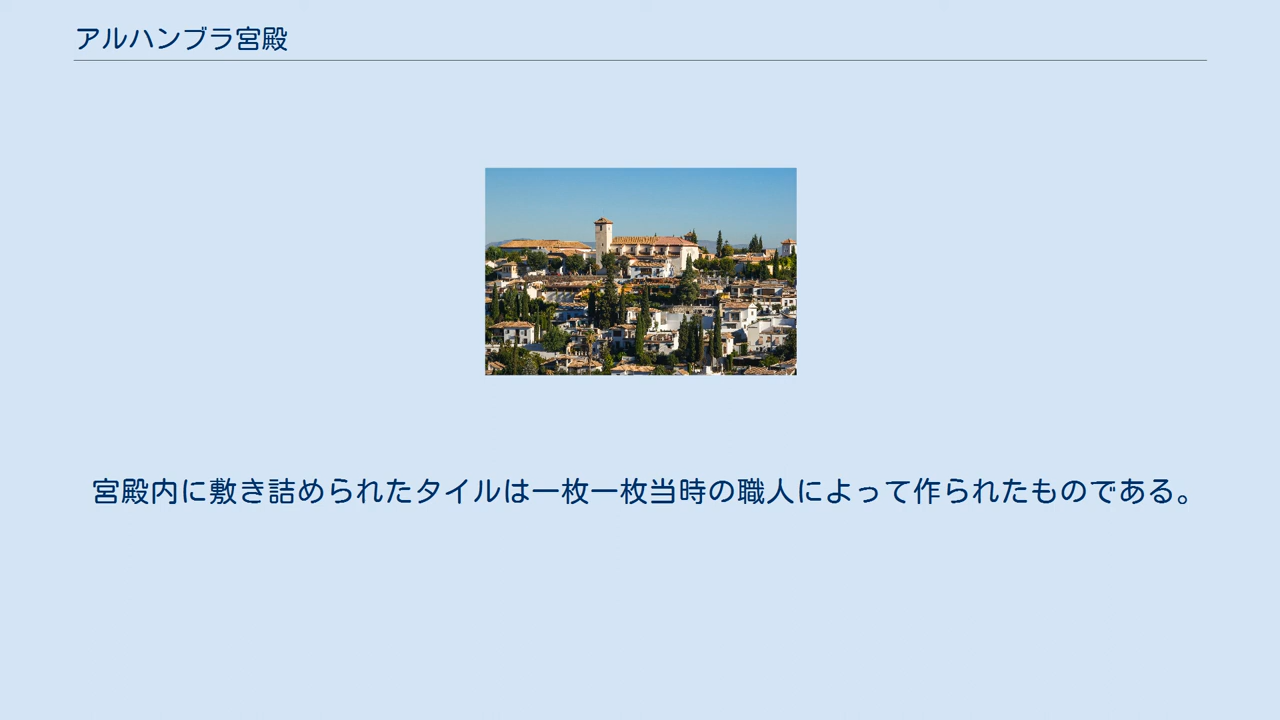 アルハンブラ宮殿
宮殿内に敷き詰められたタイルは一枚一枚当時の職人によって作られたものである。